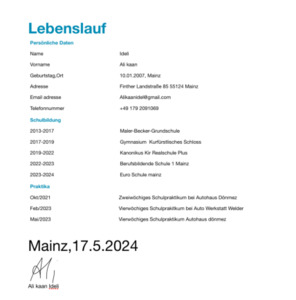 Lebenslauf
Persönliche Daten
Name Ideli
Vorname Ali kaan
Geburtstag,Ort 10.01.2007, Mainz
Adresse Finther Landstraße 85 55124 Mainz
Email adresse Alikaanideli@gmail.com
Telefonnummer +49 179 2091969
Schulbildung
2013-2017 Maler-Becker-Grundschule
2017-2019 Gymnasium Kurfürstliches Schloss
2019-2022 Kanonikus Kir Realschule Plus
2022-2023 Berufsbildende Schule 1 Mainz
2023-2024 Euro Schule mainz
Praktika
Okt/2021 Zweiwöchiges Schulpraktikum bei Autohaus Dönmez
Feb/2023 Vierwöchiges Schulpraktikum bei Auto Werkstatt Welder
Mai/2023 Vierwöchiges Schulpraktikum Autohaus dönmez
Mainz,17.5.2024
Ali kaan Ideli